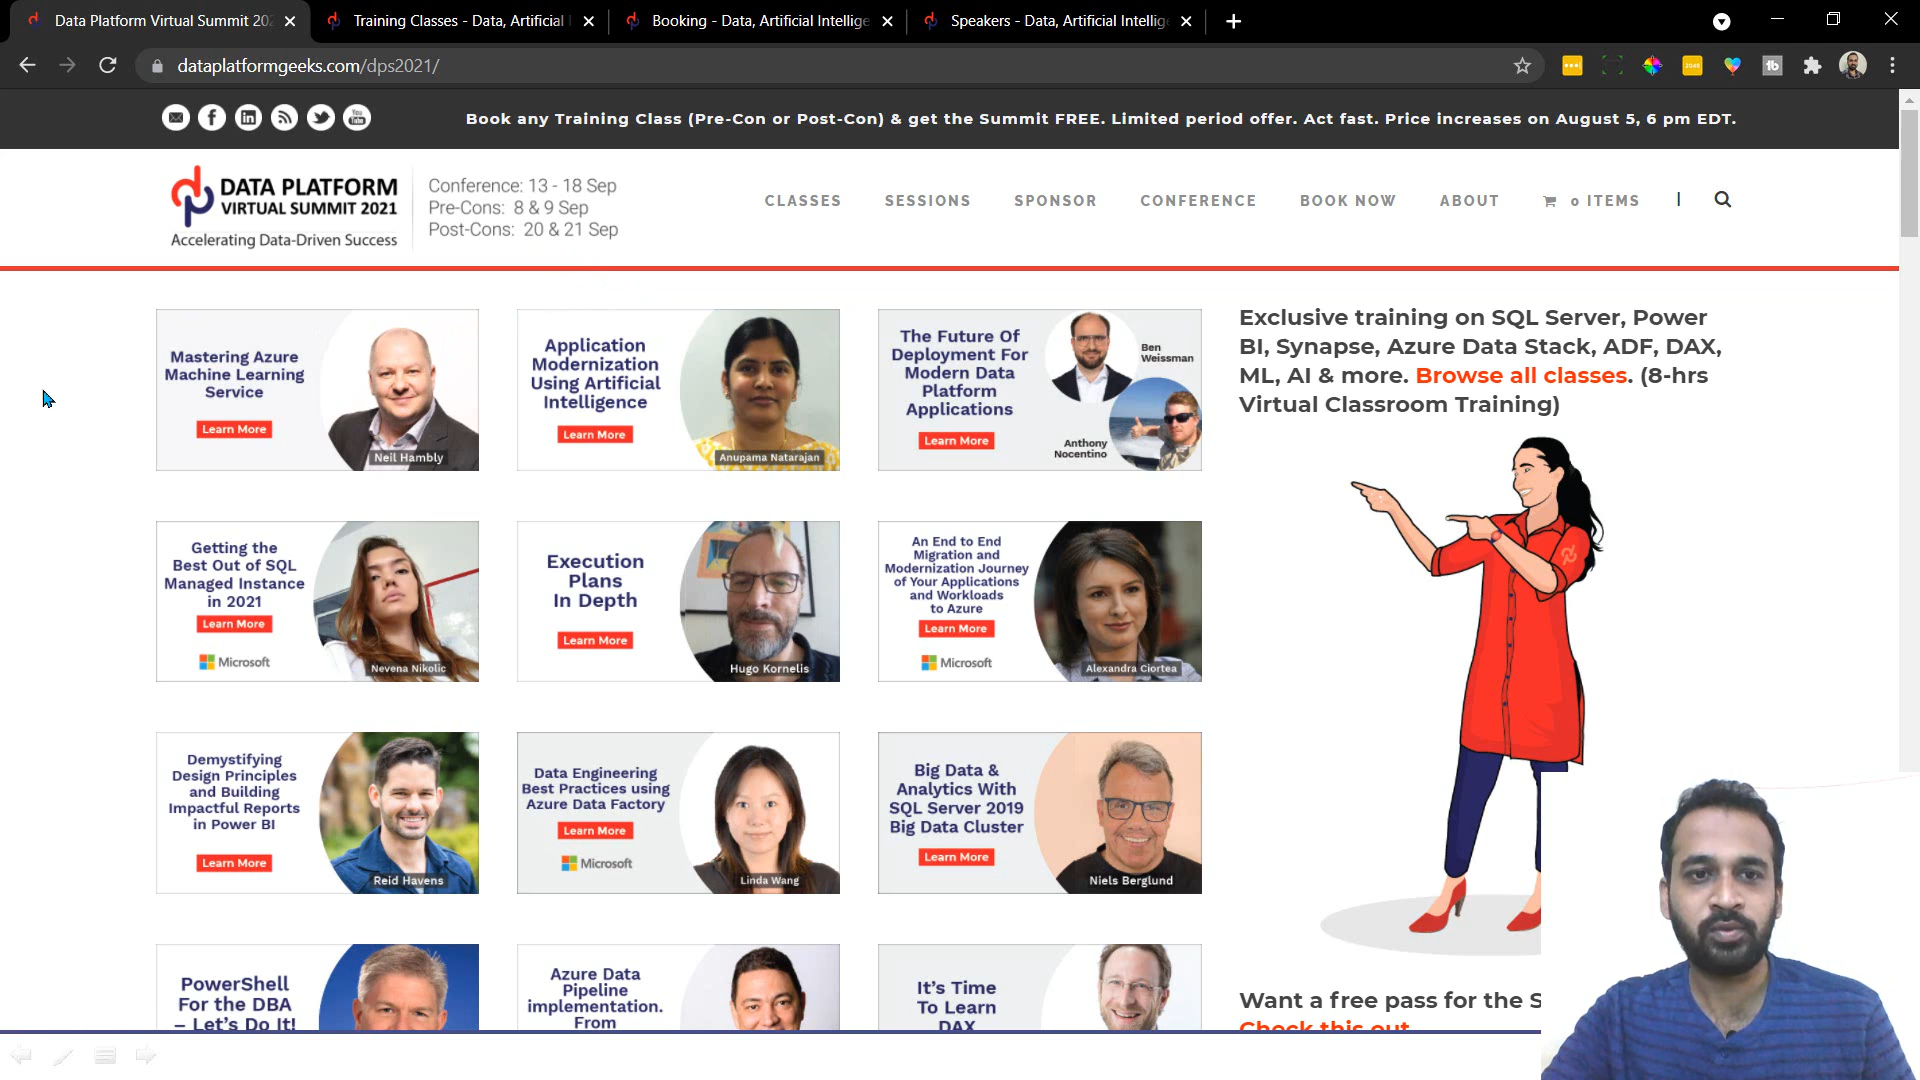 Data Platform Virtual Summit 202
Training Classes - Data, Artificial I
Booking - Data, Artificial Intellige
Speakers - Data, Artificial Intellig
dataplatformgeeks.com/dps2021/
Book any Training Class (Pre-Con or Post-Con) & get the Summit FREE. Limited period offer. Act fast. Price increases on August 5, 6 pm EDT.
DATA PLATFORM
VIRTUAL SUMMIT 2021
Accelerating Data-Driven Success
Conference: 13 - 18 Sep
Pre-Cons: 8 & 9 Sep
Post-Cons: 20 & 21 Sep
CLASSES
SESSIONS
SPONSOR
CONFERENCE
BOOK NOW
ABOUT
0 ITEMS
Mastering Azure
Machine Learning
Service
Learn More
Neil Hambly
Application
Modernization
Using Artificial
Intelligence
Learn More
Anupama Natarajan
The Future Of
Deployment For
Modern Data
Platform
Applications
Learn More
Ben
Weissman
Anthony
Nocentino
Exclusive training on SQL Server, Power
BI, Synapse, Azure Data Stack, ADF, DAX,
ML, AI & more. Browse all classes. (8-hrs
Virtual Classroom Training)
Getting the
Best Out of SQL
Managed Instance
in 2021
Learn More
Microsoft
Nevena Nikolic
Execution
Plans
In Depth
Learn More
Hugo Kornelis
An End to End
Migration and
Modernization Journey
of Your Applications
and Workloads
to Azure
Learn More
Microsoft
Alexandra Ciortea
Demystifying
Design Principles
and Building
Impactful Reports
in Power BI
Learn More
Reid Havens
Data Engineering
Best Practices using
Azure Data Factory
Learn More
Microsoft
Linda Wang
Big Data &
Analytics With
SQL Server 2019
Big Data Cluster
Learn More
Niels Berglund
PowerShell
For the DBA
– Let's Do It!
Azure Data
Pipeline
implementation.
From
It's Time
To Learn
DAX
Want a free pass for the S
Check this out